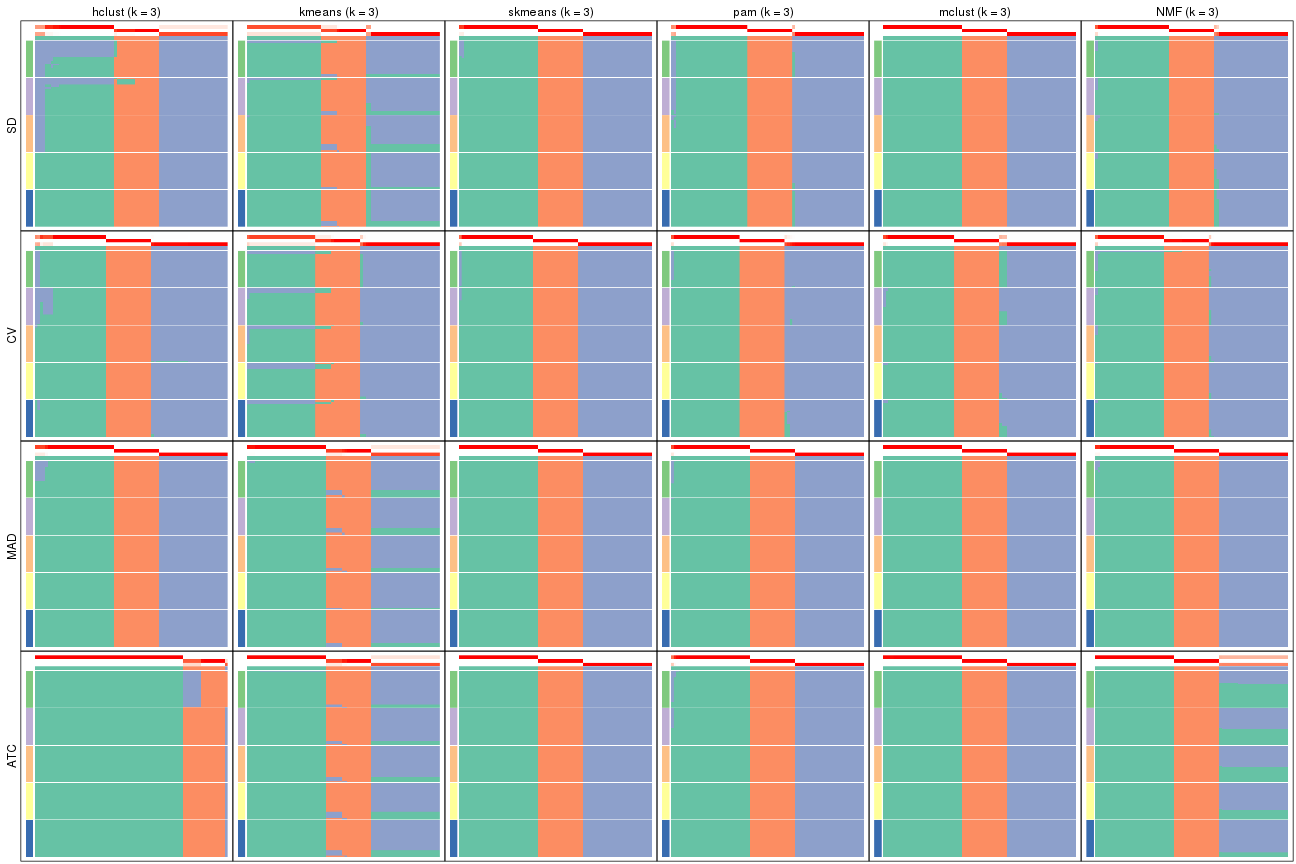 hclust (k = 3)
kmeans (k = 3)
skmeans (k = 3)
pam (k = 3)
mclust (k = 3)
NMF (k = 3)
SD
CV
MAD
ATC